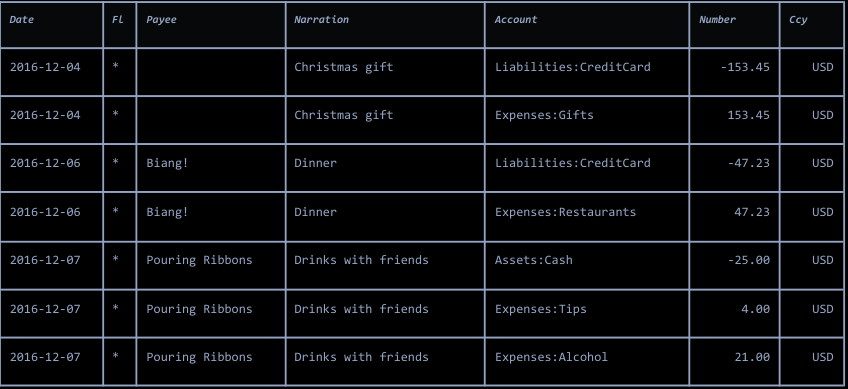 Date Fl Payee Narration Account Number Ccy
2016-12-04 * Christmas gift Liabilities:CreditCard -153.45 USD
2016-12-04 * Christmas gift Expenses:Gifts 153.45 USD
2016-12-06 * Biang! Dinner Liabilities:CreditCard -47.23 USD
2016-12-06 * Biang! Dinner Expenses:Restaurants 47.23 USD
2016-12-07 * Pouring Ribbons Drinks with friends Assets:Cash -25.00 USD
2016-12-07 * Pouring Ribbons Drinks with friends Expenses:Tips 4.00 USD
2016-12-07 * Pouring Ribbons Drinks with friends Expenses:Alcohol 21.00 USD